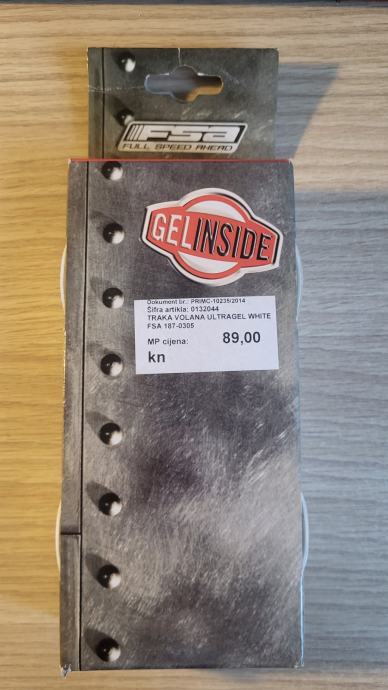 FSA
FULL SPEED AHEAD
GELINSIDE
Dokument br.: PRIMC-10235/2014
Šifra artikla: 0132044
TRAKA VOLANA ULTRAGEL WHITE
FSA 187-0305
MP cijena: 89,00
kn